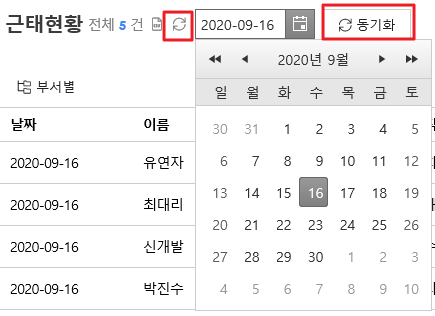 근태현황 전체 5 건 2020-09-16 동기화
2020년 9월
부서별
일 월 화 수 목 금 토
날짜 이름
30 31 1 2 3 4 5
2020-09-16 유연자
6 7 8 9 10 11 12
13 14 15 16 17 18 19
2020-09-16 최대리
20 21 22 23 24 25 26
2020-09-16 신개발
27 28 29 30 1 2 3
2020-09-16 박진수
4 5 6 7 8 9 10